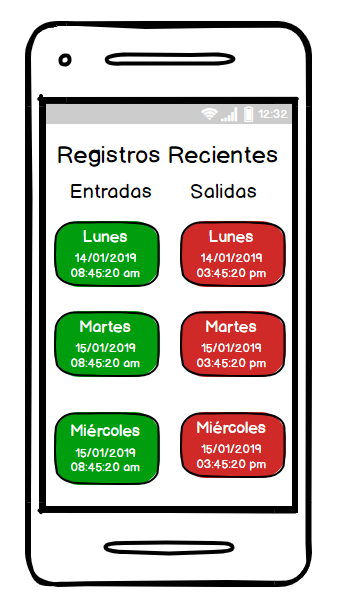 12:32
Registros Recientes
Entradas Salidas
Lunes
14/01/2019
08:45:20 am
Lunes
14/01/2019
03:45:20 pm
Martes
15/01/2019
08:45:20 am
Martes
15/01/2019
03:45:20 pm
Miércoles
15/01/2019
08:45:20 am
Miércoles
15/01/2019
03:45:20 pm